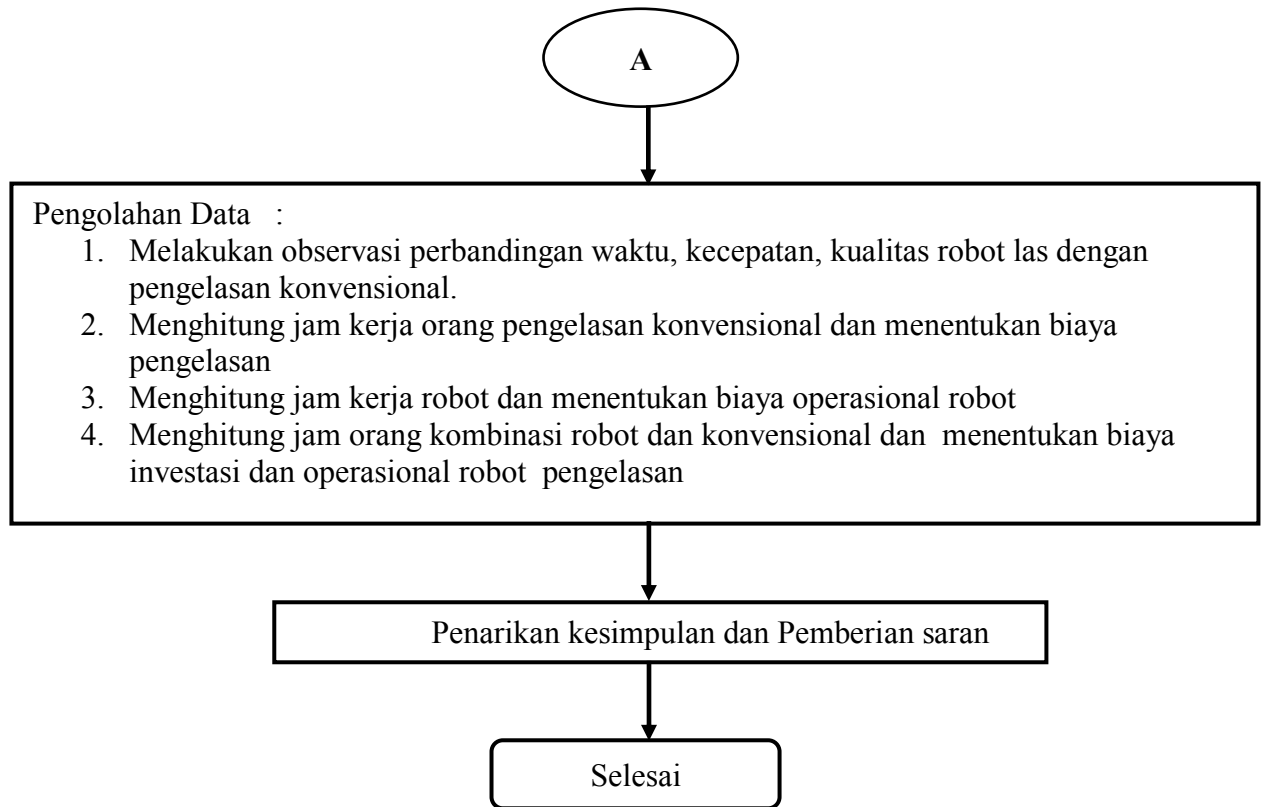 A
Pengolahan Data :
1. Melakukan observasi perbandingan waktu, kecepatan, kualitas robot las dengan
pengelasan konvensional.
2. Menghitung jam kerja orang pengelasan konvensional dan menentukan biaya
pengelasan
3. Menghitung jam kerja robot dan menentukan biaya operasional robot
4. Menghitung jam orang kombinasi robot dan konvensional dan menentukan biaya
investasi dan operasional robot pengelasan
Penarikan kesimpulan dan Pemberian saran
Selesai